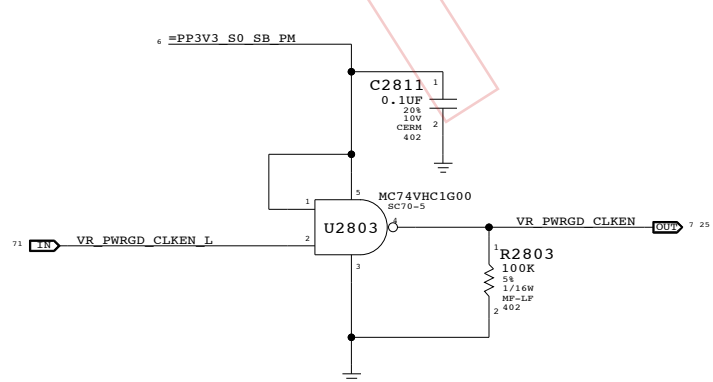 6 =PP3V3_S0_SB_PM
C2811 1
0.1UF
20%
10V
CERM 2
402
5
MC74VHC1G00
SC70-5
1
U2803
4
VR_PWRGD_CLKEN
OUT 7 25
71 IN VR_PWRGD_CLKEN_L
2
3
1 R2803
100K
5%
1/16W
MF-LF
2 402